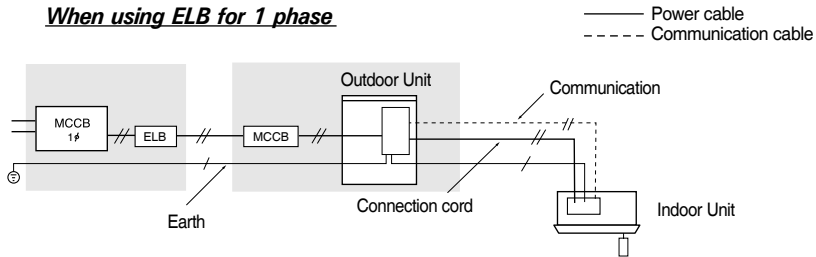 When using ELB for 1 phase
Power cable
Communication cable
Outdoor Unit
Communication
MCCB
1ϕ
ELB
MCCB
Earth
Connection cord
Indoor Unit